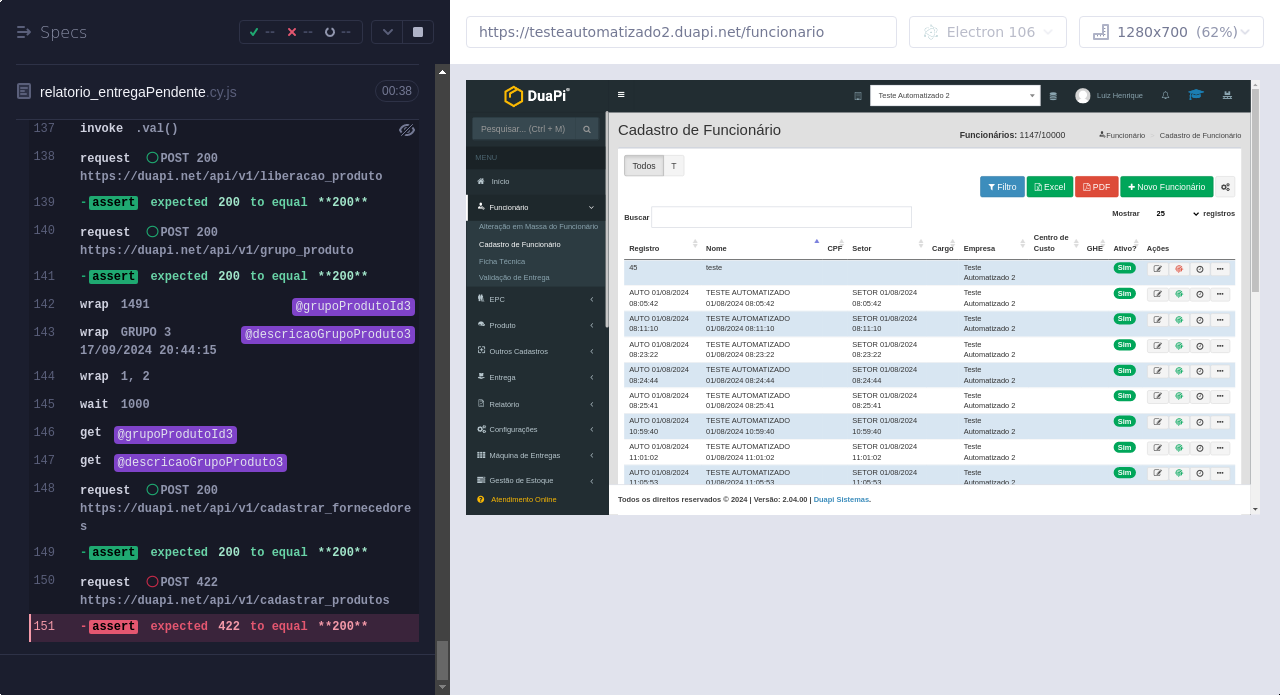 Specs
--
--
--
https://testeautomatizado2.duapi.net/funcionario
Electron 106
1280x700 (62%)
relatorio_entregaPendente.cy.js
00:38
137 invoke .val()
138 request POST 200
https://duapi.net/api/v1/liberacao_produto
139 -assert expected 200 to equal **200**
140 request POST 200
https://duapi.net/api/v1/grupo_produto
141 -assert expected 200 to equal **200**
142 wrap 1491 @grupoProdutoId3
143 wrap GRUPO 3 @descricaoGrupoProduto3
17/09/2024 20:44:15
144 wrap 1, 2
145 wait 1000
146 get @grupoProdutoId3
147 get @descricaoGrupoProduto3
148 request POST 200
https://duapi.net/api/v1/cadastrar_fornecedore
s
149 -assert expected 200 to equal **200**
150 request POST 422
https://duapi.net/api/v1/cadastrar_produtos
151 -assert expected 422 to equal **200**
DuaPi
Teste Automatizado 2
Luiz Henrique
Pesquisar... (Ctrl + M)
MENU
Início
Funcionário
Alteração em Massa do Funcionário
Cadastro de Funcionário
Ficha Técnica
Validação de Entrega
EPC
Produto
Outros Cadastros
Entrega
Relatório
Configurações
Máquina de Entregas
Gestão de Estoque
Atendimento Online
Cadastro de Funcionário
Funcionários: 1147/10000
Funcionário
Cadastro de Funcionário
Todos
T
Filtro
Excel
PDF
Novo Funcionário
Buscar
Mostrar 25 registros
Registro Nome CPF Setor Cargo Empresa Centro de Custo GHE Ativo? Ações
45 teste Teste Automatizado 2 Sim
AUTO 01/08/2024 TESTE AUTOMATIZADO SETOR 01/08/2024 Teste Sim
08:05:42 01/08/2024 08:05:42 08:05:42 Automatizado 2
AUTO 01/08/2024 TESTE AUTOMATIZADO SETOR 01/08/2024 Teste Sim
08:11:10 01/08/2024 08:11:10 08:11:10 Automatizado 2
AUTO 01/08/2024 TESTE AUTOMATIZADO SETOR 01/08/2024 Teste Sim
08:23:22 01/08/2024 08:23:22 08:23:22 Automatizado 2
AUTO 01/08/2024 TESTE AUTOMATIZADO SETOR 01/08/2024 Teste Sim
08:24:44 01/08/2024 08:24:44 08:24:44 Automatizado 2
AUTO 01/08/2024 TESTE AUTOMATIZADO SETOR 01/08/2024 Teste Sim
08:25:41 01/08/2024 08:25:41 08:25:41 Automatizado 2
AUTO 01/08/2024 TESTE AUTOMATIZADO SETOR 01/08/2024 Teste Sim
10:59:40 01/08/2024 10:59:40 10:59:40 Automatizado 2
AUTO 01/08/2024 TESTE AUTOMATIZADO SETOR 01/08/2024 Teste Sim
11:01:02 01/08/2024 11:01:02 11:01:02 Automatizado 2
AUTO 01/08/2024 TESTE AUTOMATIZADO SETOR 01/08/2024 Teste Sim
11:05:53 01/08/2024 11:05:53 11:05:53 Automatizado 2
Todos os direitos reservados © 2024 | Versão: 2.04.00 | Duapi Sistemas.